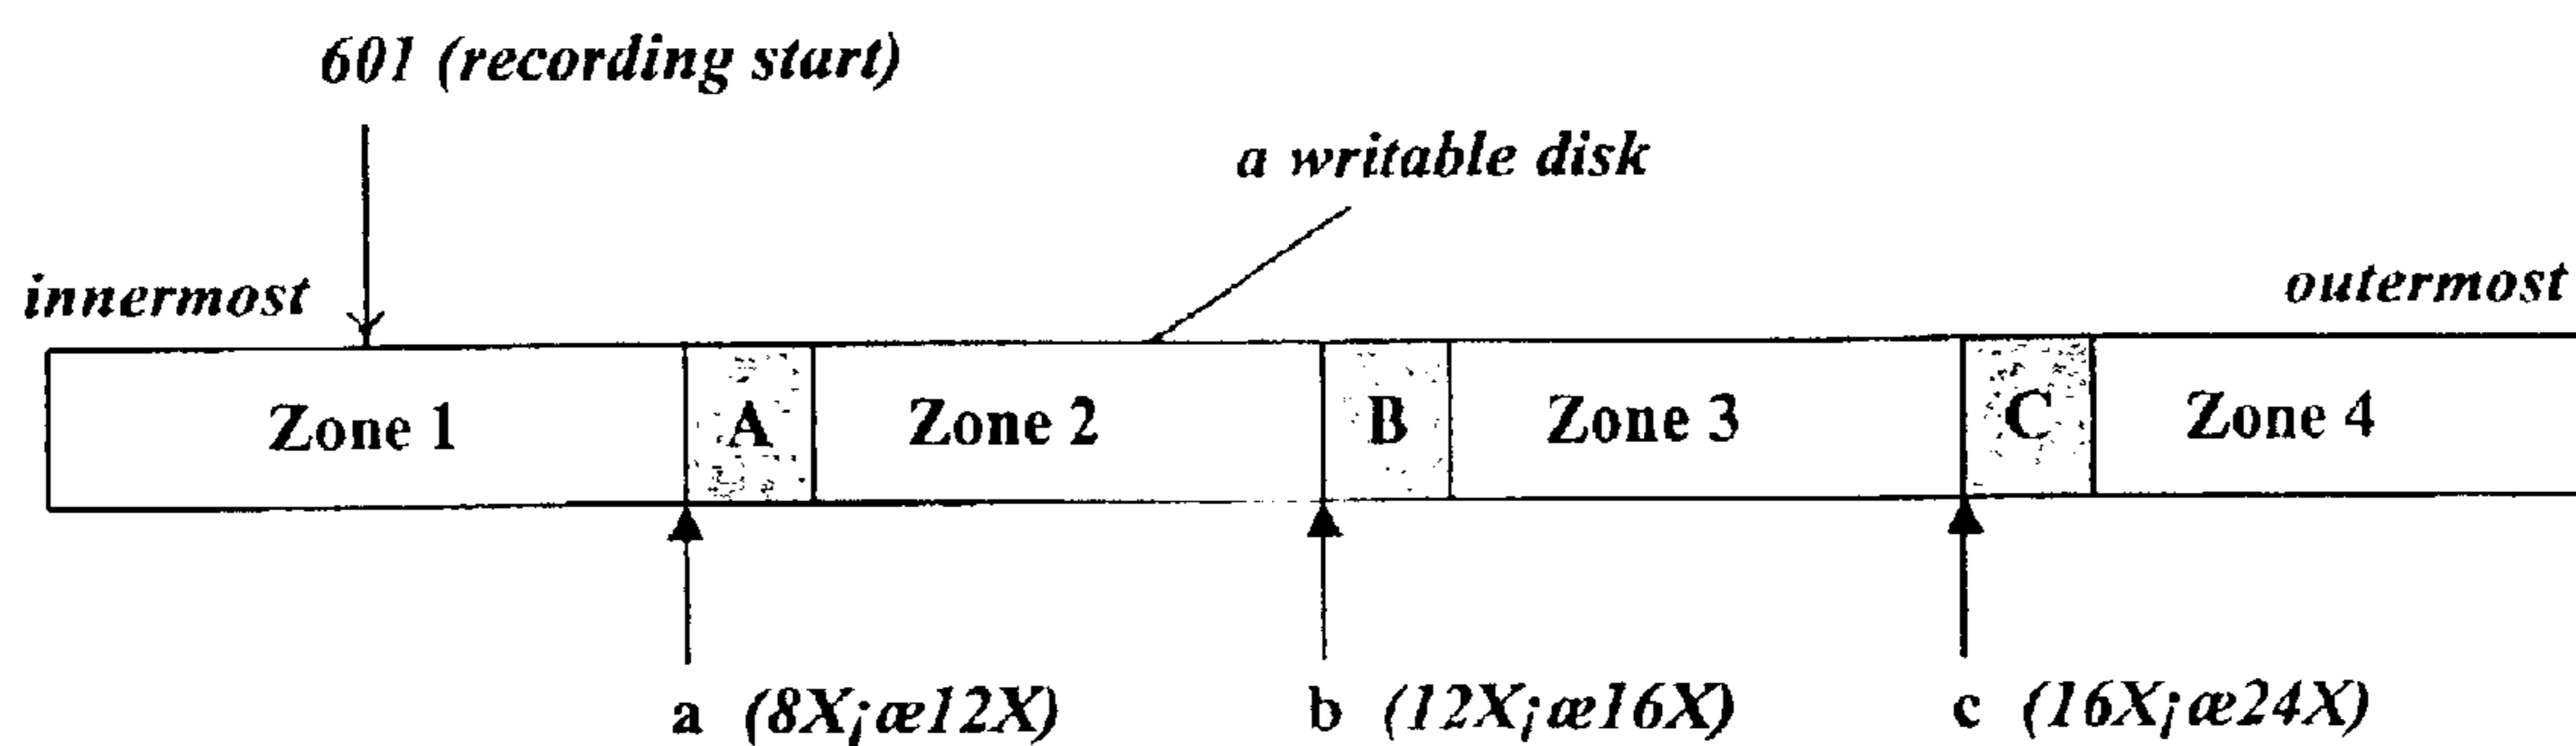 601 (recording start)
a writable disk
innermost
outermost
Zone 1
A
Zone 2
B
Zone 3
C
Zone 4
a (8X¡æ12X)
b (12X¡æ16X)
c (16X¡æ24X)